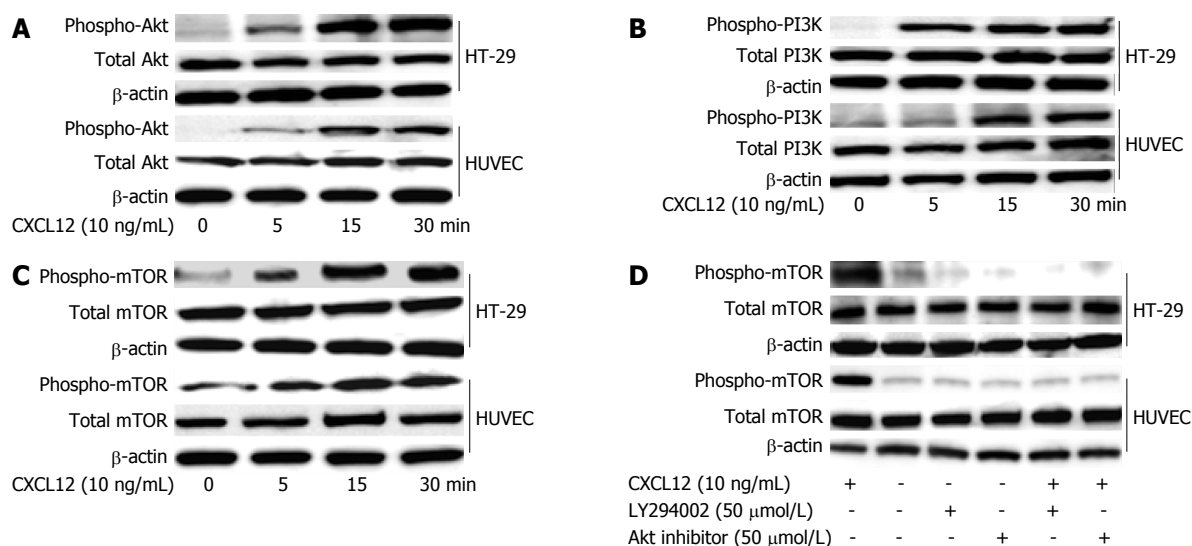 A
Phospho-Akt
Total Akt
HT-29
β-actin
Phospho-Akt
Total Akt
HUVEC
β-actin
CXCL12 (10 ng/mL) 0 5 15 30 min
B
Phospho-PI3K
Total PI3K
HT-29
β-actin
Phospho-PI3K
Total PI3K
HUVEC
β-actin
CXCL12 (10 ng/mL) 0 5 15 30 min
C
Phospho-mTOR
Total mTOR
HT-29
β-actin
Phospho-mTOR
Total mTOR
HUVEC
β-actin
CXCL12 (10 ng/mL) 0 5 15 30 min
D
Phospho-mTOR
Total mTOR
HT-29
β-actin
Phospho-mTOR
Total mTOR
HUVEC
β-actin
CXCL12 (10 ng/mL) + - - - + +
LY294002 (50 μmol/L) - - + - + -
Akt inhibitor (50 μmol/L) - - - + - +